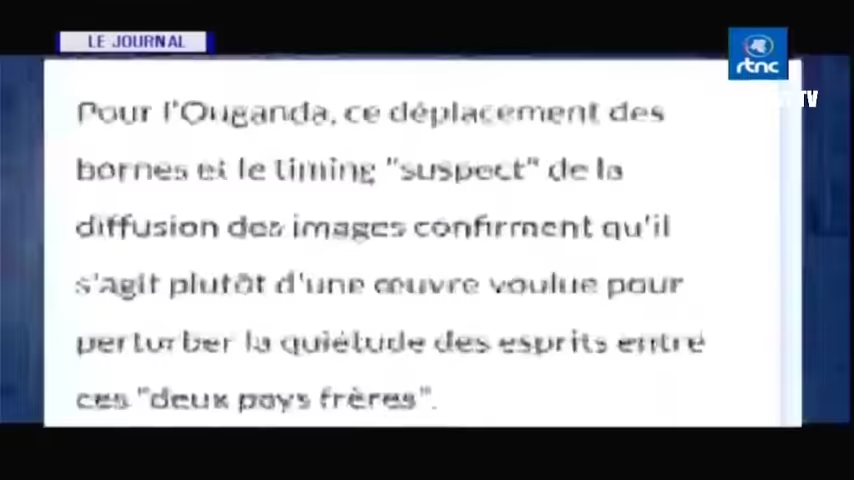 LE JOURNAL
rtnc
TV
Pour l'Ouganda, ce déplacement des
bornes et le timing "suspect" de la
diffusion des images confirment qu'il
s'agit plutôt d'une œuvre voulue pour
perturber la quiétude des esprits entre
ces "deux pays frères".